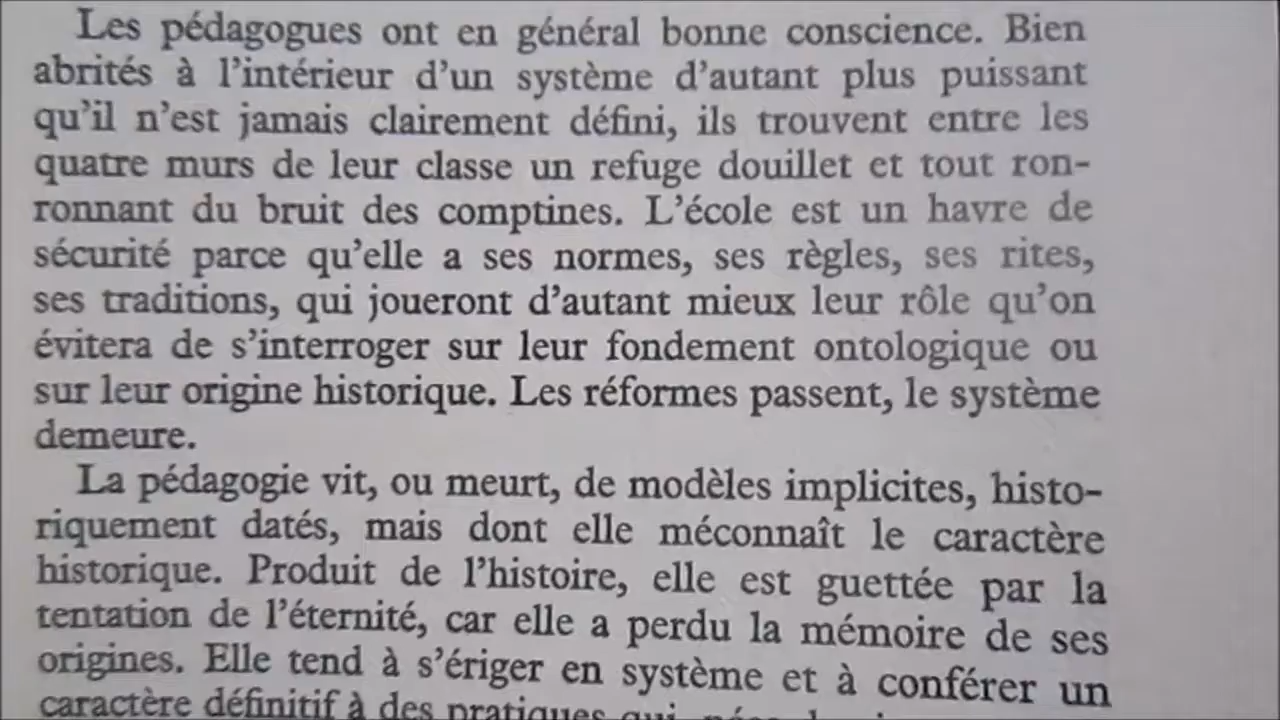 Les pédagogues ont en général bonne conscience. Bien
abrités à l'intérieur d'un système d'autant plus puissant
qu'il n'est jamais clairement défini, ils trouvent entre les
quatre murs de leur classe un refuge douillet et tout ron-
ronnant du bruit des comptines. L'école est un havre de
sécurité parce qu'elle a ses normes, ses règles, ses rites,
ses traditions, qui joueront d'autant mieux leur rôle qu'on
évitera de s'interroger sur leur fondement ontologique ou
sur leur origine historique. Les réformes passent, le système
demeure.
La pédagogie vit, ou meurt, de modèles implicites, histo-
riquement datés, mais dont elle méconnaît le caractère
historique. Produit de l'histoire, elle est guettée par la
tentation de l'éternité, car elle a perdu la mémoire de ses
origines. Elle tend à s'ériger en système et à conférer un
caractère définitif à des pratiques qui